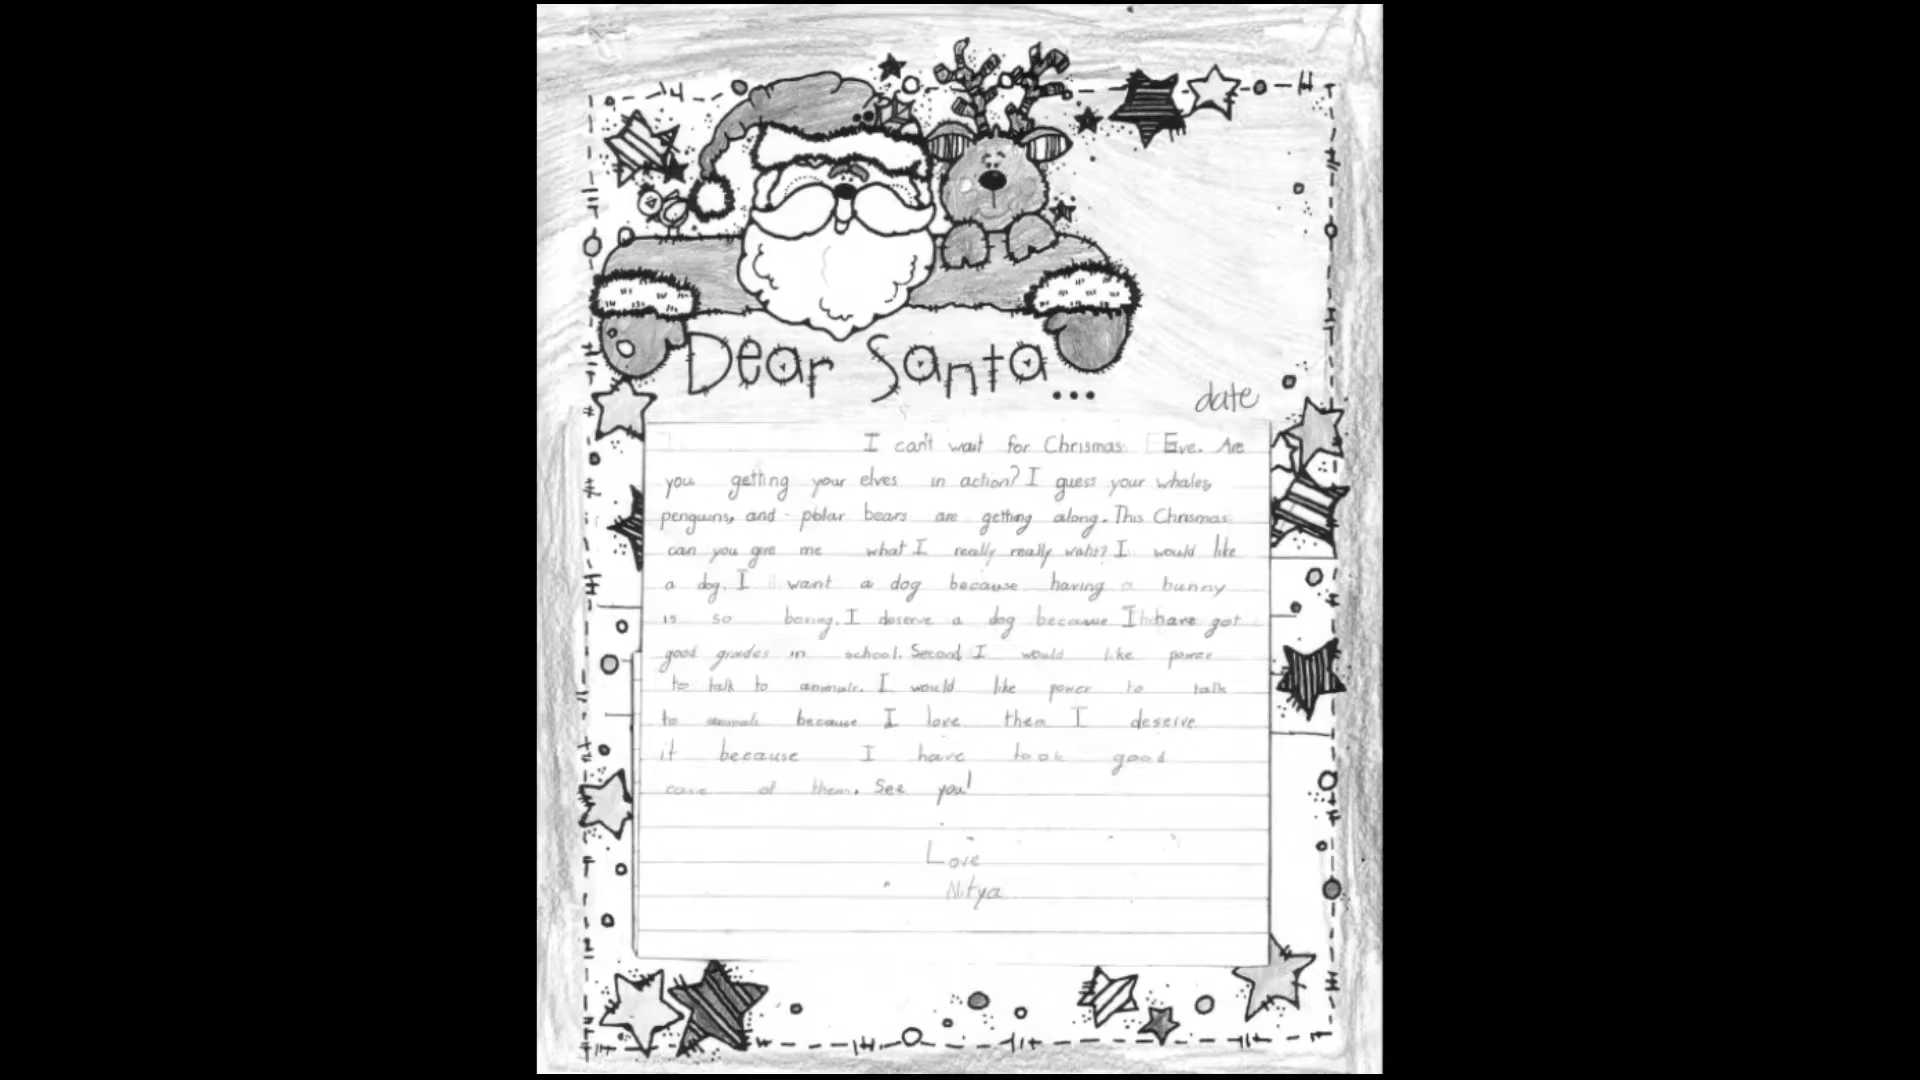 Dear Santa...
date
I can't wait for Chrismas Eve. Are
you getting your elves in action? I guess your whales,
penguins, and polar bears are getting along. This Chrismas
can you give me what I really really want? I would like
a dog. I want a dog because having a bunny
is so boring. I deserve a dog because I have got
good grades in school. Second I would like power
to talk to animals. I would like power to talk
to animals because I love them I deserve
it because I have took good
care of them. See you!
Love
Nitya